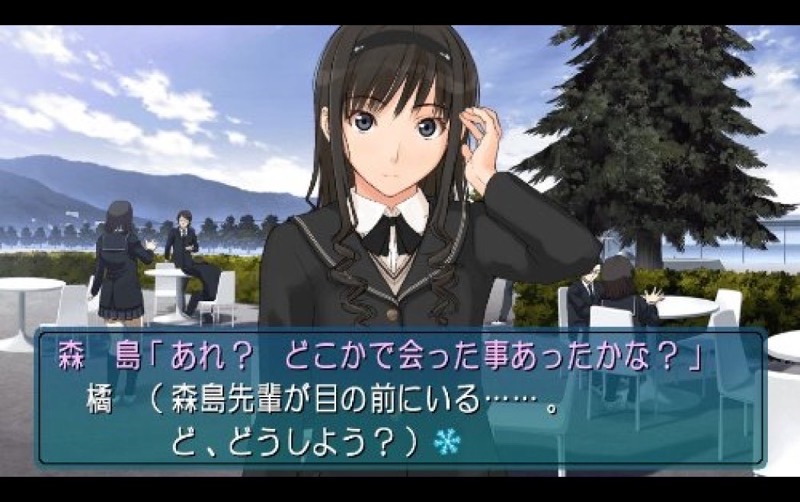 森　島「あれ？　どこかで会った事あったかな？」
橘　（森島先輩が目の前にいる……。
ど、どうしよう？）